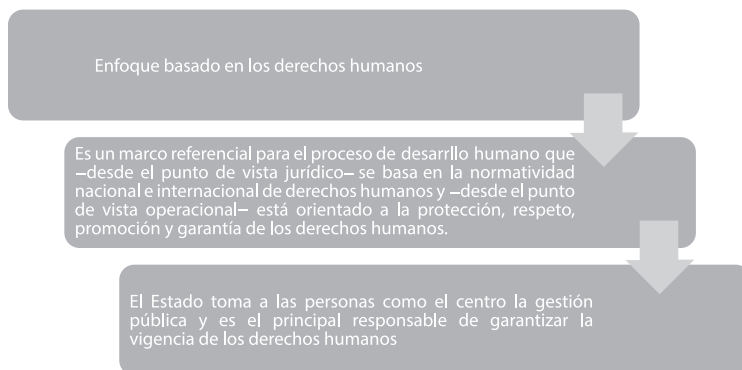 Enfoque basado en los derechos humanos
Es un marco referencial para el proceso de desarrllo humano que
–desde el punto de vista jurídico– se basa en la normatividad
nacional e internacional de derechos humanos y –desde el punto
de vista operacional– está orientado a la protección, respeto,
promoción y garantía de los derechos humanos.
El Estado toma a las personas como el centro la gestión
pública y es el principal responsable de garantizar la
vigencia de los derechos humanos